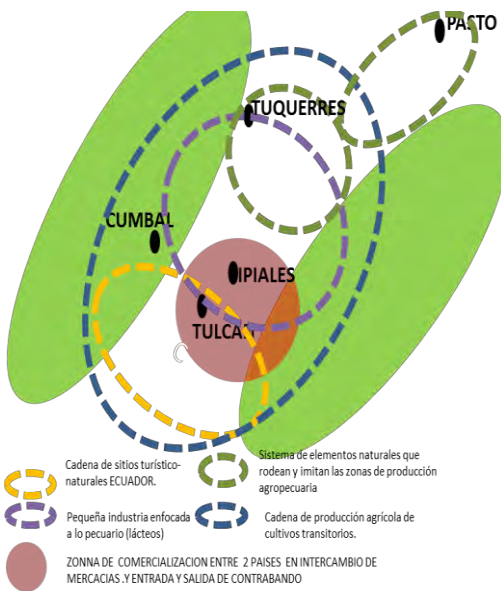 PASTO
TUQUERRES
CUMBAL
IPIALES
TULCAN
Cadena de sitios turístico-
naturales ECUADOR.
Sistema de elementos naturales que
rodean y imitan las zonas de producción
agropecuaria
Pequeña industria enfocada
a lo pecuario (lácteos)
Cadena de producción agrícola de
cultivos transitorios.
ZONNA DE COMERCIALIZACION ENTRE 2 PAISES EN INTERCAMBIO DE
MERCACIAS .Y ENTRADA Y SALIDA DE CONTRABANDO